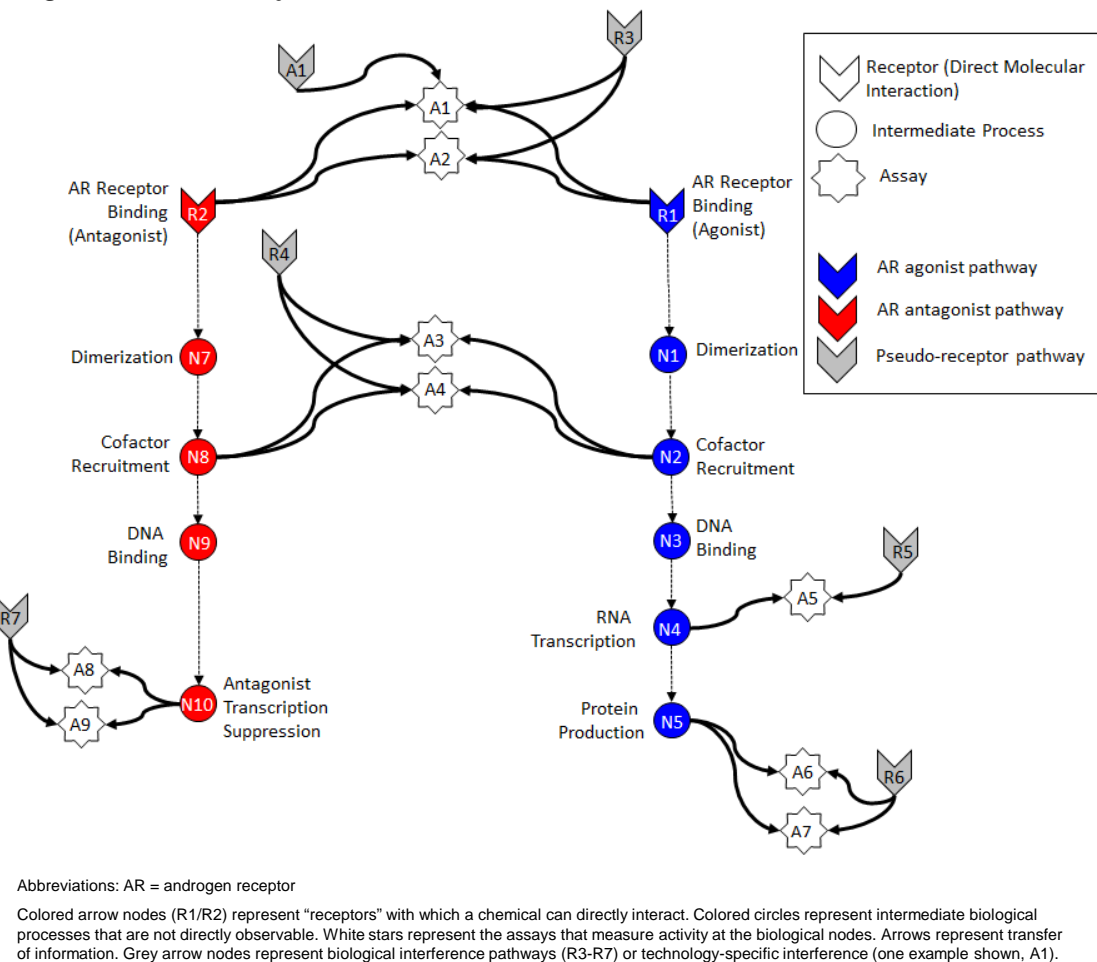 R3
A1
A1
A2
AR Receptor
Binding
(Antagonist)
R2
R1
AR Receptor
Binding
(Agonist)
R4
A3
A4
Dimerization
N7
N1
Dimerization
Cofactor
Recruitment
N8
N2
Cofactor
Recruitment
DNA
Binding
N9
N3
DNA
Binding
R5
A5
RNA
Transcription
N4
R7
A8
A9
N10
Antagonist
Transcription
Suppression
Protein
Production
N5
A6
R6
A7
Receptor (Direct Molecular
Interaction)
Intermediate Process
Assay
AR agonist pathway
AR antagonist pathway
Pseudo-receptor pathway
Abbreviations: AR = androgen receptor
Colored arrow nodes (R1/R2) represent “receptors” with which a chemical can directly interact. Colored circles represent intermediate biological
processes that are not directly observable. White stars represent the assays that measure activity at the biological nodes. Arrows represent transfer
of information. Grey arrow nodes represent biological interference pathways (R3-R7) or technology-specific interference (one example shown, A1).